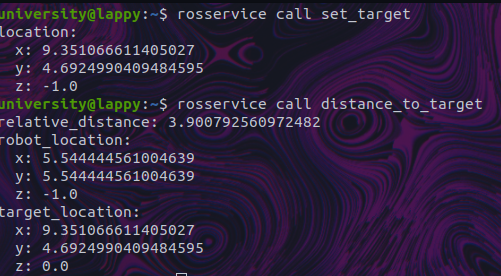 university@lappy:~$ rosservice call set_target
location:
  x: 9.351066611405027
  y: 4.6924990409484595
  z: -1.0
university@lappy:~$ rosservice call distance_to_target
relative_distance: 3.900792560972482
robot_location:
  x: 5.544444561004639
  y: 5.544444561004639
  z: -1.0
target_location:
  x: 9.351066611405027
  y: 4.6924990409484595
  z: 0.0